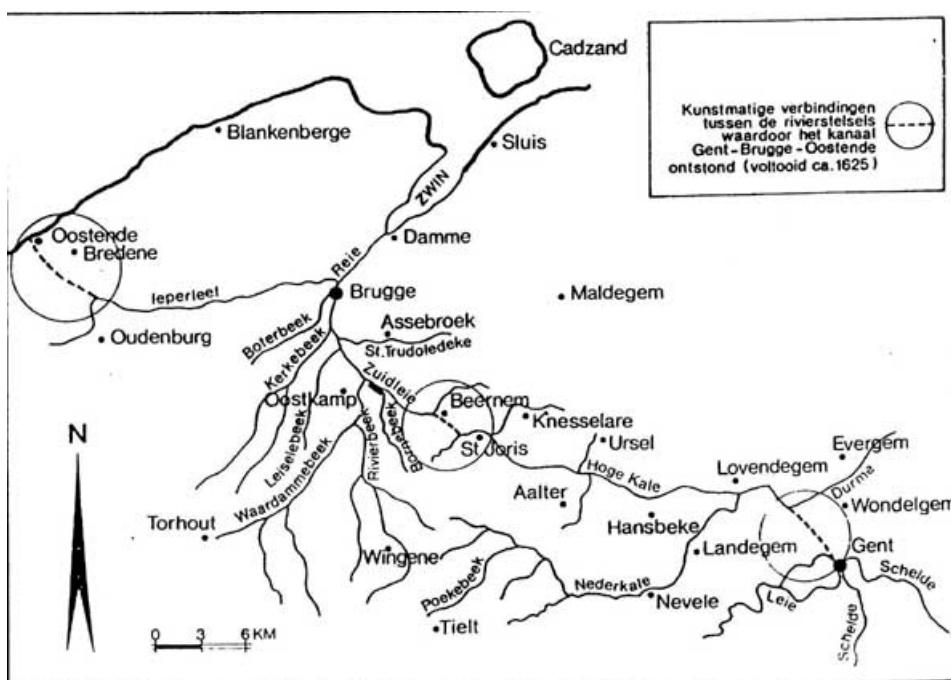 Cadzand
Kunstmatige verbindingen
tussen de rivierstelsels
waardoor het kanaal
Gent-Brugge-Oostende
ontstond (voltooid ca. 1625)
Blankenberge
Sluis
ZWIN
Oostende
Bredene
Damme
Reie
Ieperleet
Brugge
Maldegem
Oudenburg
Boterbeek
Assebroek
St. Trudoledeke
Kerkebeek
Zuidleie
Oostkamp
Beernem
Knesselare
St Joris
Ursel
Evergem
N
Leiselebeek
Rivierbeek
Bornebeek
Hoge Kale
Lovendegem
Durme
Waardammebeek
Aalter
Wondelgem
Torhout
Hansbeke
Wingene
Landegem
Gent
Poekebeek
Nederkale
Nevele
Leie
Schelde
Schelde
Tielt
0 3 6 KM